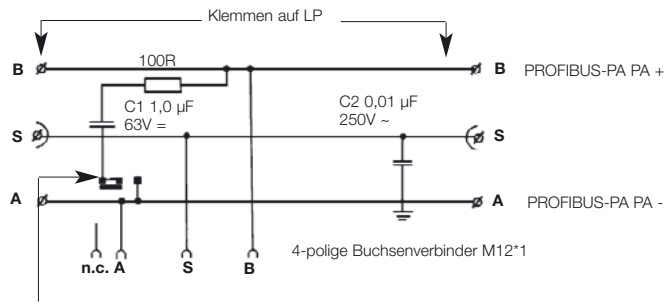 Klemmen auf LP
B
100R
B
PROFIBUS-PA PA +
C1 1,0 µF
63V =
C2 0,01 µF
250V ~
S
S
A
A
PROFIBUS-PA PA -
n.c. A S B
4-polige Buchsenverbinder M12*1